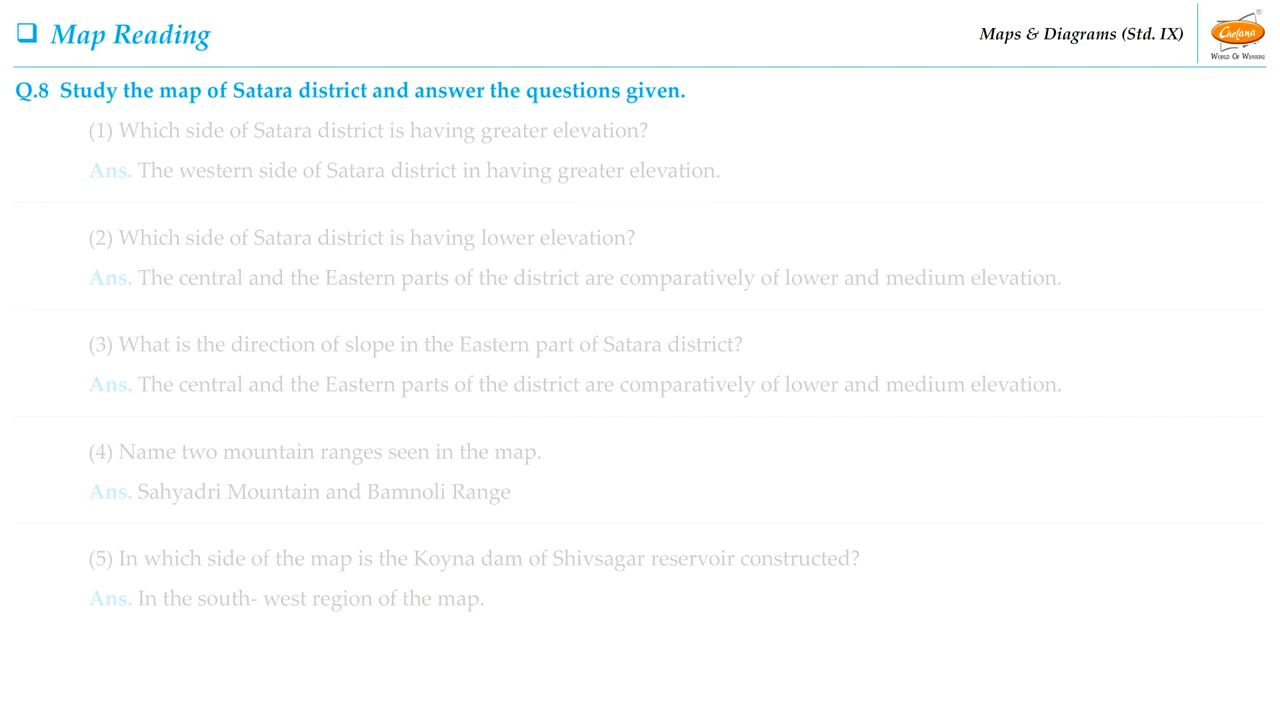 ❑ Map Reading
Maps & Diagrams (Std. IX)
Chetana
®
World Of Winners
Q.8 Study the map of Satara district and answer the questions given.
(1) Which side of Satara district is having greater elevation?
Ans. The western side of Satara district in having greater elevation.
(2) Which side of Satara district is having lower elevation?
Ans. The central and the Eastern parts of the district are comparatively of lower and medium elevation.
(3) What is the direction of slope in the Eastern part of Satara district?
Ans. The central and the Eastern parts of the district are comparatively of lower and medium elevation.
(4) Name two mountain ranges seen in the map.
Ans. Sahyadri Mountain and Bamnoli Range
(5) In which side of the map is the Koyna dam of Shivsagar reservoir constructed?
Ans. In the south- west region of the map.